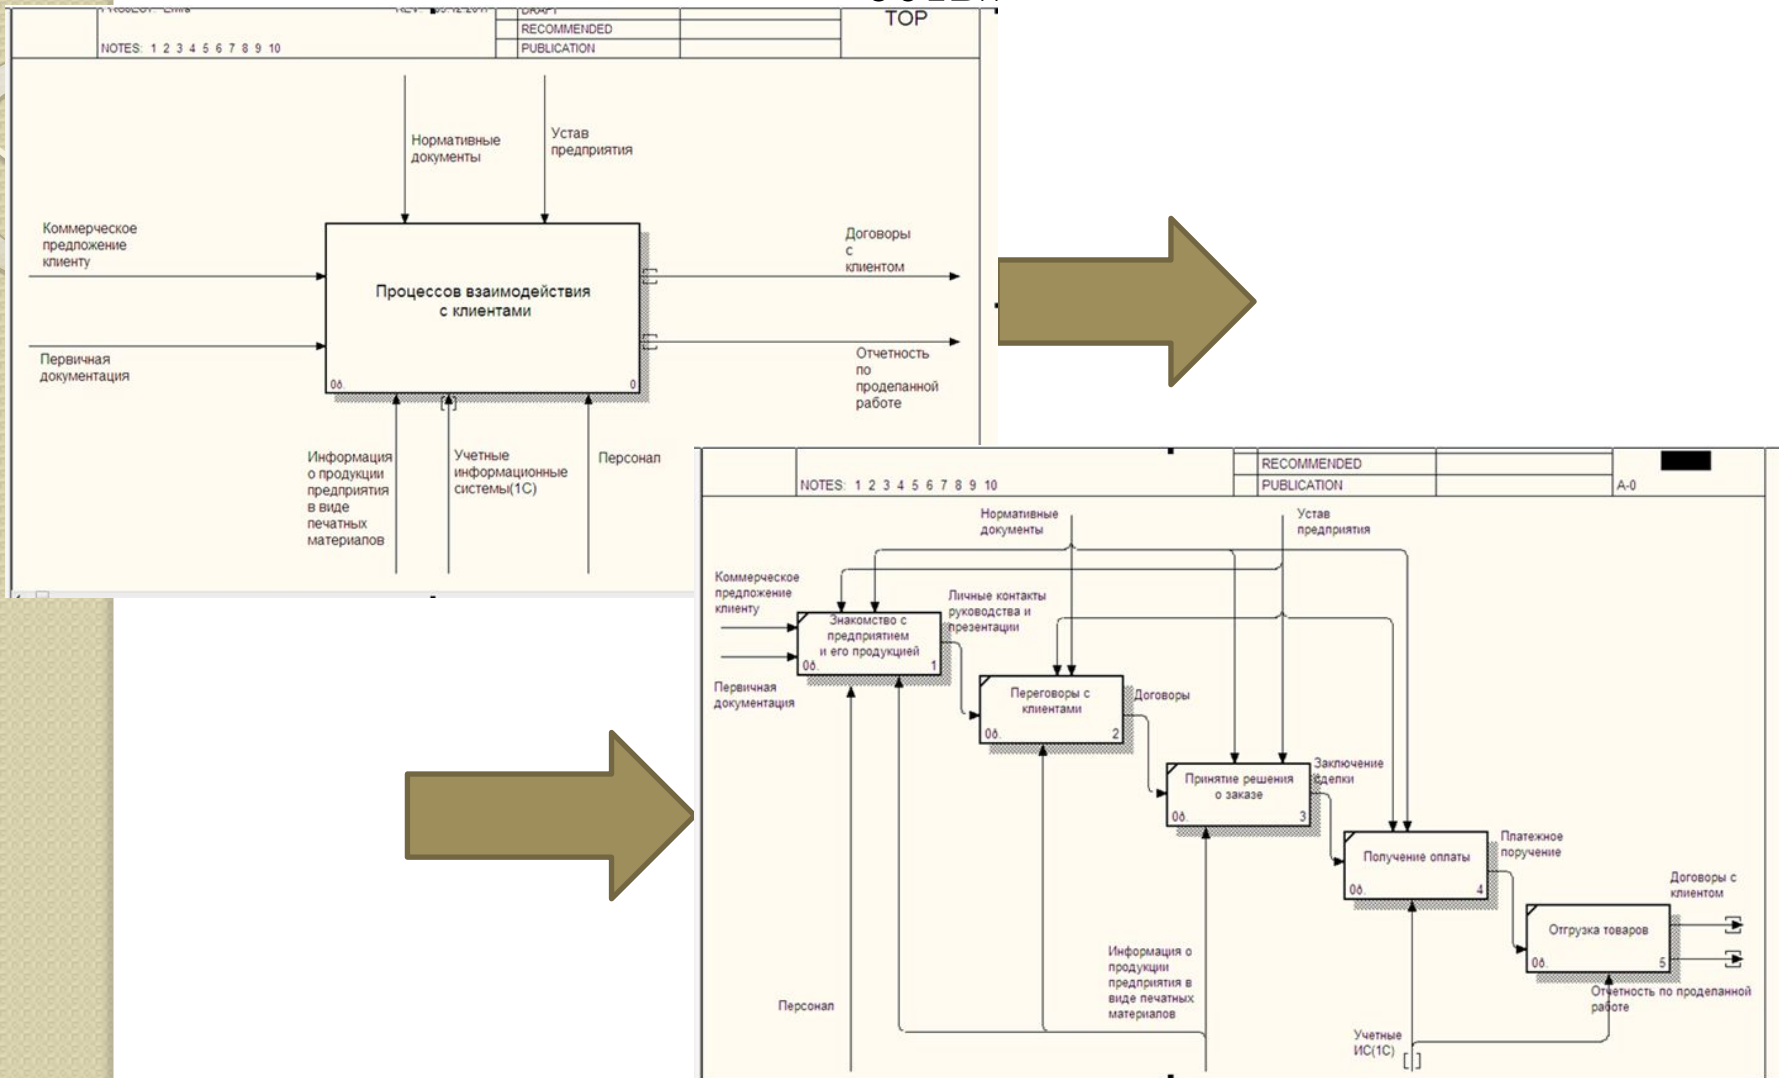 TOP
RECOMMENDED
NOTES: 1 2 3 4 5 6 7 8 9 10
PUBLICATION
Нормативные
документы
Устав
предприятия
Коммерческое
предложение
клиенту
Первичная
документация
Процессов взаимодействия
с клиентами
0б.
0
Договоры
с
клиентом
Отчетность
по
проделанной
работе
Информация
о продукции
предприятия
в виде
печатных
материалов
Учетные
информационные
системы(1С)
Персонал
RECOMMENDED
NOTES: 1 2 3 4 5 6 7 8 9 10
PUBLICATION
A-0
Нормативные
документы
Устав
предприятия
Коммерческое
предложение
клиенту
Первичная
документация
Знакомство с
предприятием
и его продукцией
0б.
1
Личные контакты
руководства и
презентации
Переговоры с
клиентами
0б.
2
Договоры
Принятие решения
о заказе
0б.
3
Заключение
сделки
Получение оплаты
0б.
4
Платежное
поручение
Отгрузка товаров
0б.
5
Договоры с
клиентом
Отчетность по проделанной
работе
Персонал
Информация о
продукции
предприятия в
виде печатных
материалов
Учетные
ИС(1С)